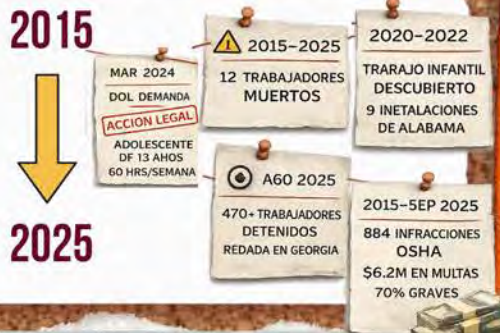 2015
2025
MAR 2024
DOL DEMANDA
ACCION LEGAL
ADOLESCENTE
DF 13 AHOS
60 HRS/SEMANA
2015–2025
12 TRABAJADORES
MUERTOS
2020–2022
TRARAJO INFANTIL
DESCUBIERTO
9 INETALACIONES
DE ALABAMA
A60 2025
470+ TRABAJADORES
DETENIDOS
REDADA EN GEORGIA
2015–5EP 2025
884 INFRACCIONES
OSHA
$6.2M EN MULTAS
70% GRAVES